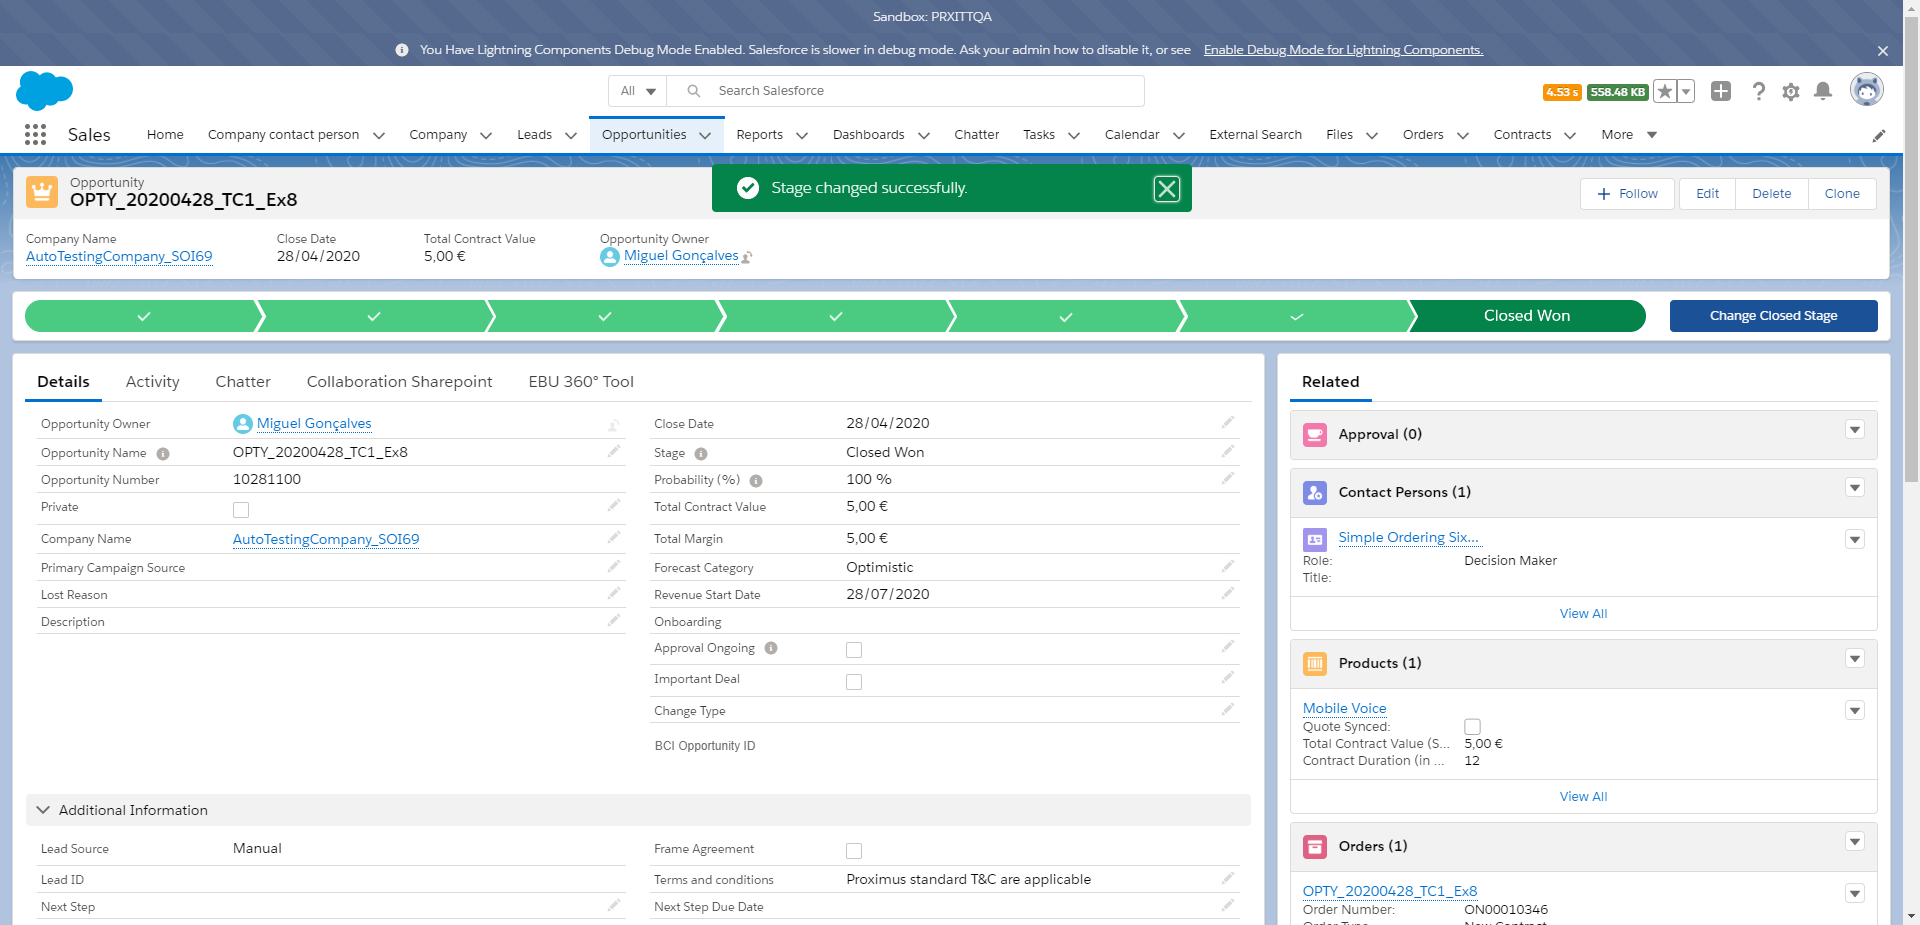 Sandbox: PRXITTQA
You Have Lightning Components Debug Mode Enabled. Salesforce is slower in debug mode. Ask your admin how to disable it, or see Enable Debug Mode for Lightning Components.
All
Search Salesforce
4.53 s
558.48 KB
Sales
Home
Company contact person
Company
Leads
Opportunities
Reports
Dashboards
Chatter
Tasks
Calendar
External Search
Files
Orders
Contracts
More
Opportunity
OPTY_20200428_TC1_Ex8
Stage changed successfully.
Follow
Edit
Delete
Clone
Company Name
AutoTestingCompany_SOI69
Close Date
28/04/2020
Total Contract Value
5,00 €
Opportunity Owner
Miguel Gonçalves
Closed Won
Change Closed Stage
Details
Activity
Chatter
Collaboration Sharepoint
EBU 360° Tool
Opportunity Owner
Miguel Gonçalves
Opportunity Name
OPTY_20200428_TC1_Ex8
Opportunity Number
10281100
Private
Company Name
AutoTestingCompany_SOI69
Primary Campaign Source
Lost Reason
Description
Close Date
28/04/2020
Stage
Closed Won
Probability (%)
100 %
Total Contract Value
5,00 €
Total Margin
5,00 €
Forecast Category
Optimistic
Revenue Start Date
28/07/2020
Onboarding
Approval Ongoing
Important Deal
Change Type
BCI Opportunity ID
Additional Information
Lead Source
Manual
Lead ID
Next Step
Frame Agreement
Terms and conditions
Proximus standard T&C are applicable
Next Step Due Date
Related
Approval (0)
Contact Persons (1)
Simple Ordering Six...
Role:
Decision Maker
Title:
View All
Products (1)
Mobile Voice
Quote Synced:
Total Contract Value (S...
5,00 €
Contract Duration (in ...
12
View All
Orders (1)
OPTY_20200428_TC1_Ex8
Order Number:
ON00010346
Order Type:
New Contract